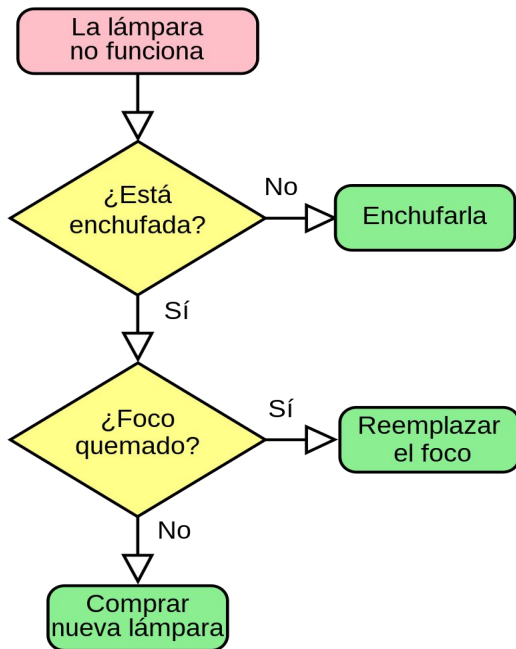 La lámpara
no funciona
¿Está
enchufada?
No
Enchufarla
Sí
¿Foco
quemado?
Sí
Reemplazar
el foco
No
Comprar
nueva lámpara